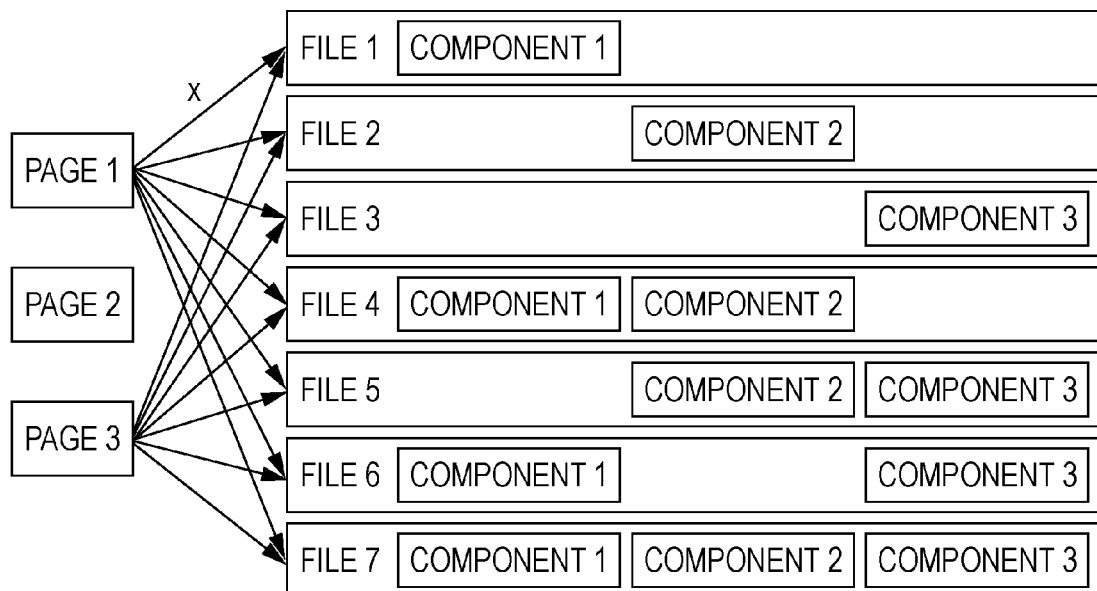 FILE 1 COMPONENT 1
X
FILE 2 COMPONENT 2
PAGE 1
FILE 3 COMPONENT 3
PAGE 2
FILE 4 COMPONENT 1 COMPONENT 2
FILE 5 COMPONENT 2 COMPONENT 3
PAGE 3
FILE 6 COMPONENT 1 COMPONENT 3
FILE 7 COMPONENT 1 COMPONENT 2 COMPONENT 3